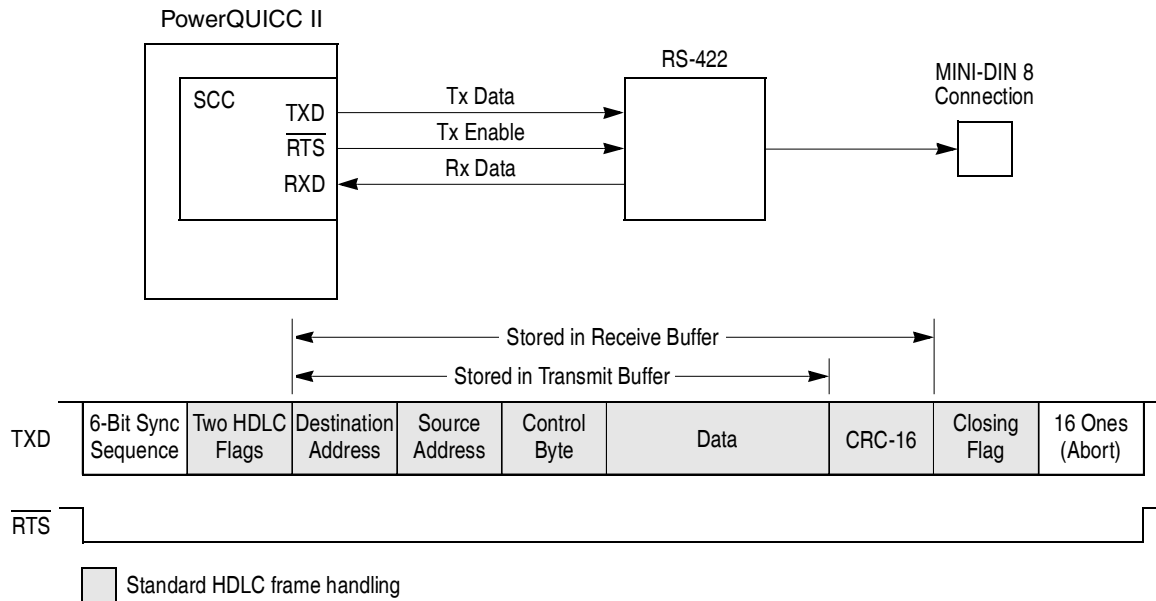 PowerQUICC II
SCC
TXD
RTS
RXD
Tx Data
Tx Enable
Rx Data
RS-422
MINI-DIN 8
Connection
Stored in Receive Buffer
Stored in Transmit Buffer
TXD
6-Bit Sync
Sequence
Two HDLC
Flags
Destination
Address
Source
Address
Control
Byte
Data
CRC-16
Closing
Flag
16 Ones
(Abort)
RTS
Standard HDLC frame handling